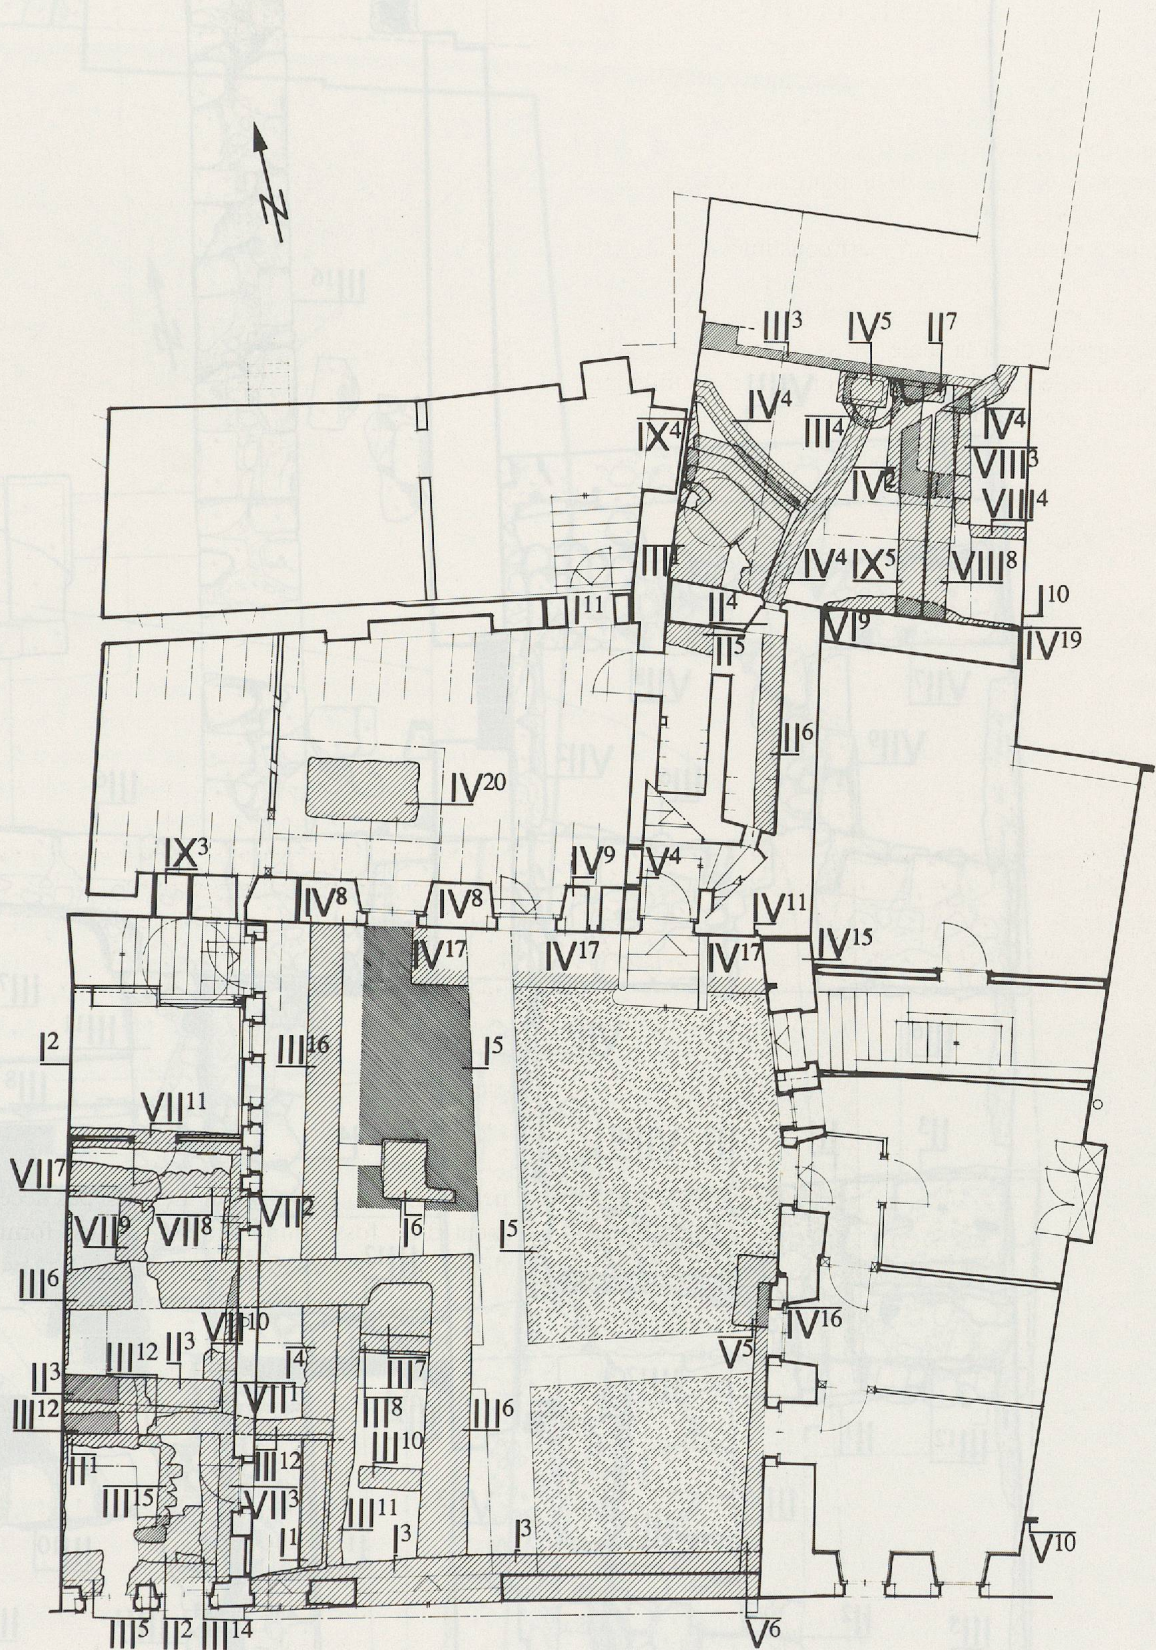 N
III³ IV⁵ II⁷
IX⁴ IV⁴ III⁴ IV⁴
IV² VIII³
VIII⁴
III¹ IV⁴ IX⁵ VIII⁸
I¹¹ II⁴ I¹⁰
II⁵ VI⁹ IV¹⁹
II⁶
IV²⁰
IX³ IV⁹ V⁴
IV⁸ IV⁸ IV¹¹
IV¹⁷ IV¹⁷ IV¹⁷ IV¹⁵
I² III¹⁶ I⁵
VII¹¹
VII⁷
VII⁹ VII⁸ VII² I⁶ I⁵
III⁶
VII¹⁰ IV¹⁶
III¹² II³ I⁴ III⁷ V⁵
II³ VII¹
III¹² III⁸ III⁶
II¹ III¹² III¹⁰
III¹⁵ VII³ III¹¹
I¹ I³ I³ V¹⁰
III⁵ II² III¹⁴ V⁶